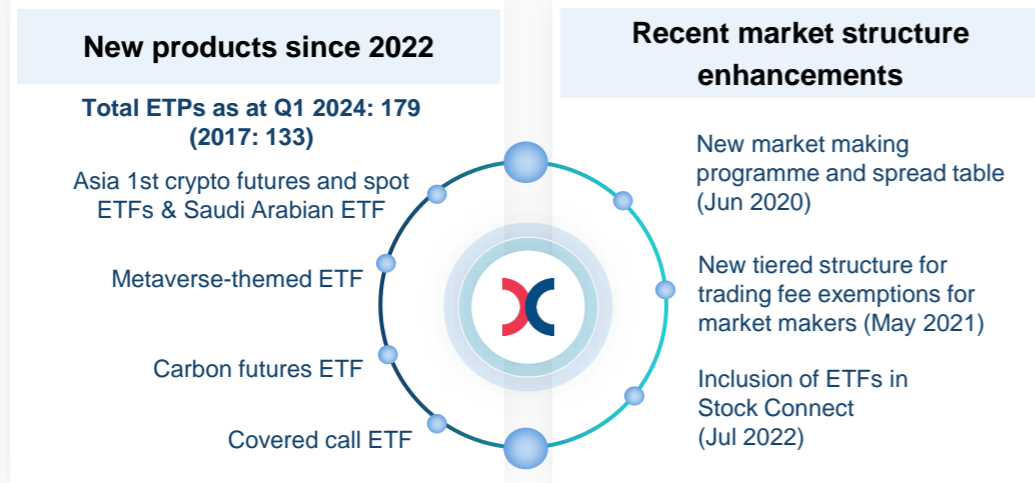 New products since 2022
Total ETPs as at Q1 2024: 179
(2017: 133)
Asia 1st crypto futures and spot
ETFs & Saudi Arabian ETF
Metaverse-themed ETF
Carbon futures ETF
Covered call ETF
Recent market structure
enhancements
New market making
programme and spread table
(Jun 2020)
New tiered structure for
trading fee exemptions for
market makers (May 2021)
Inclusion of ETFs in
Stock Connect
(Jul 2022)